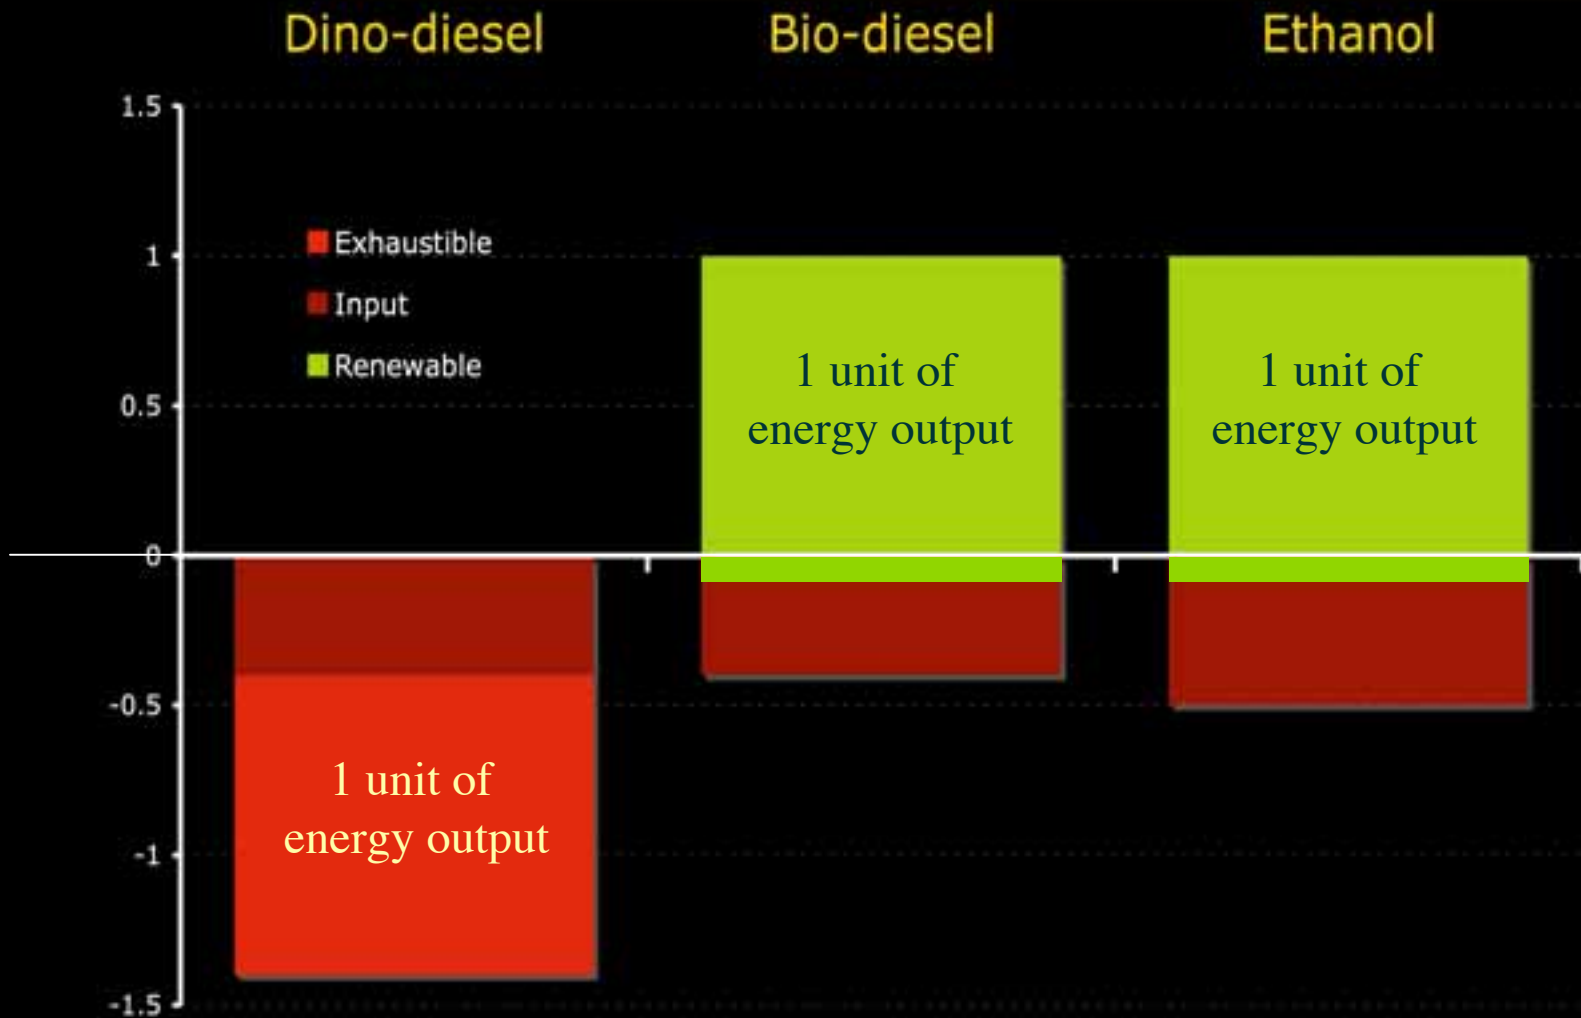 Dino-diesel Bio-diesel Ethanol
1.5
Exhaustible
1
Input
Renewable
1 unit of
energy output
1 unit of
energy output
0.5
0
-0.5
1 unit of
energy output
-1
-1.5